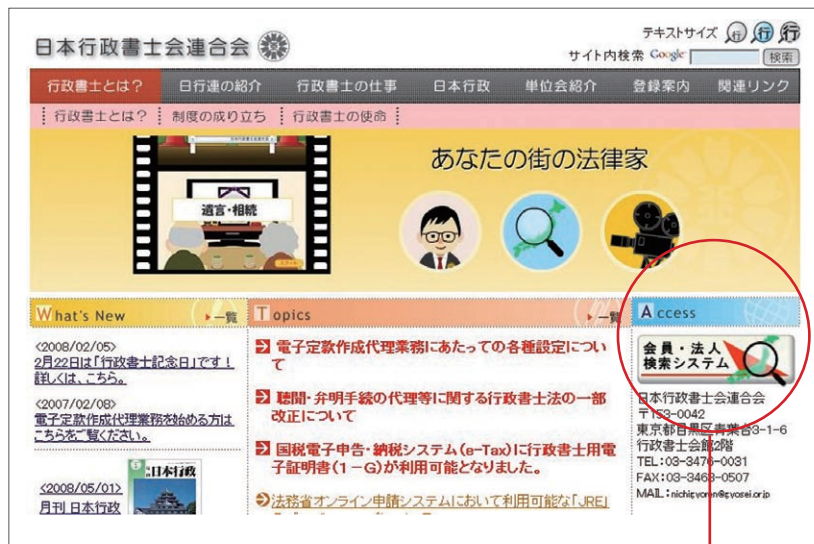 日本行政書士会連合会
テキストサイズ 行 行 行
サイト内検索 Google 検索
行政書士とは? 日行連の紹介 行政書士の仕事 日本行政 単位会紹介 登録案内 関連リンク
行政書士とは? 制度の成り立ち 行政書士の使命
あなたの街の法律家
遺言・相続
What's New 一覧
<2008/02/05>
2月22日は「行政書士記念日」です!
詳しくは、こちら。
<2007/02/08>
電子定款作成代理業務を始める方は
こちらをご覧ください。
<2008/05/01>
月刊 日本行政
日本行政
Topics 一覧
電子定款作成代理業務にあたっての各種設定につい
て
聴聞・弁明手続の代理等に関する行政書士法の一部
改正について
国税電子申告・納税システム(e-Tax)に行政書士用電
子証明書(1-G)が利用可能となりました。
法務省オンライン申請システムにおいて利用可能な「JREI
Access
会員・法人
検索システム
日本行政書士会連合会
〒153-0042
東京都目黒区青葉台3-1-6
行政書士会館2階
TEL:03-3476-0031
FAX:03-3463-0507
MAIL:nichigyoren@gyosei.or.jp